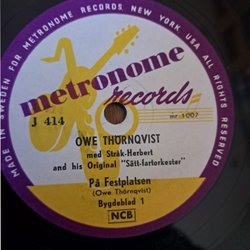 MADE IN SWEDEN FOR METRONOME RECORDS, NEW YORK USA ALL RIGHTS RESERVED
metronome
records
J 414
mr 1007
OWE THÖRNQVIST
med Stråk-Herbert
and his Original "Sätt-fartorkester"
På Festplatsen
(Owe Thörnqvist)
Bygdeblad 1
NCB